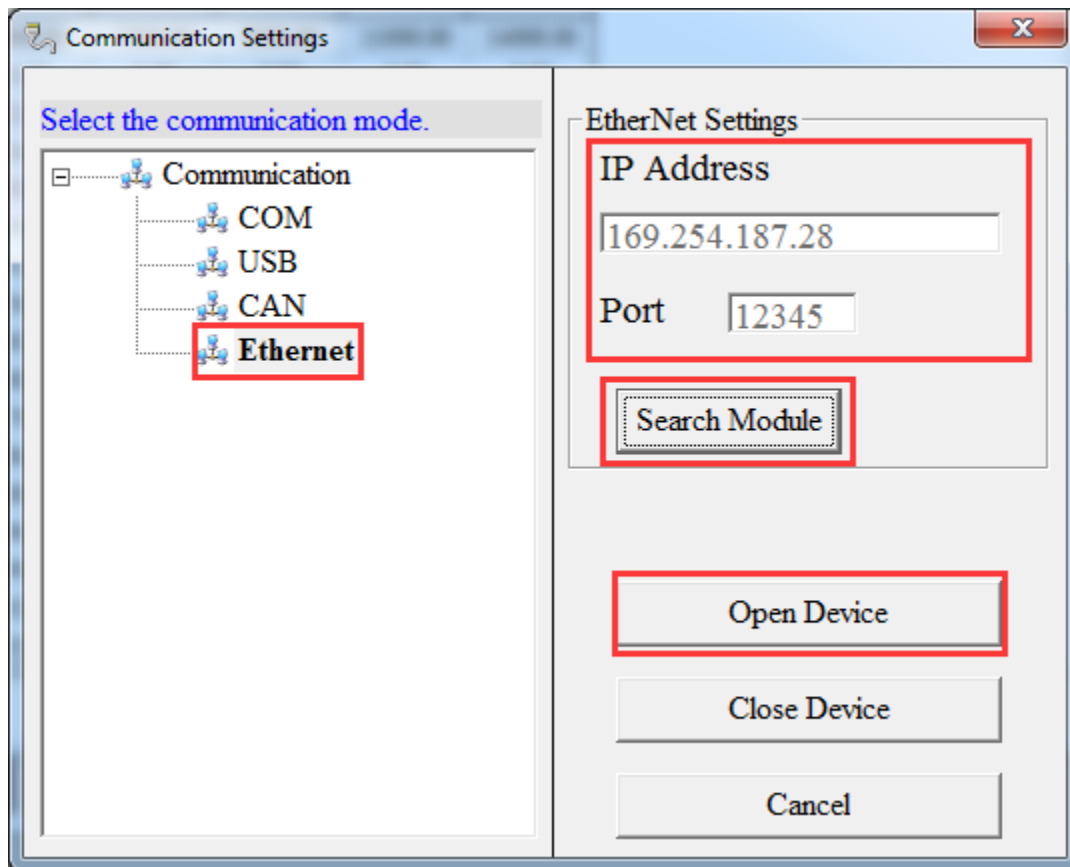 Communication Settings
Select the communication mode.
Communication
COM
USB
CAN
Ethernet
EtherNet Settings
IP Address
169.254.187.28
Port 12345
Search Module
Open Device
Close Device
Cancel